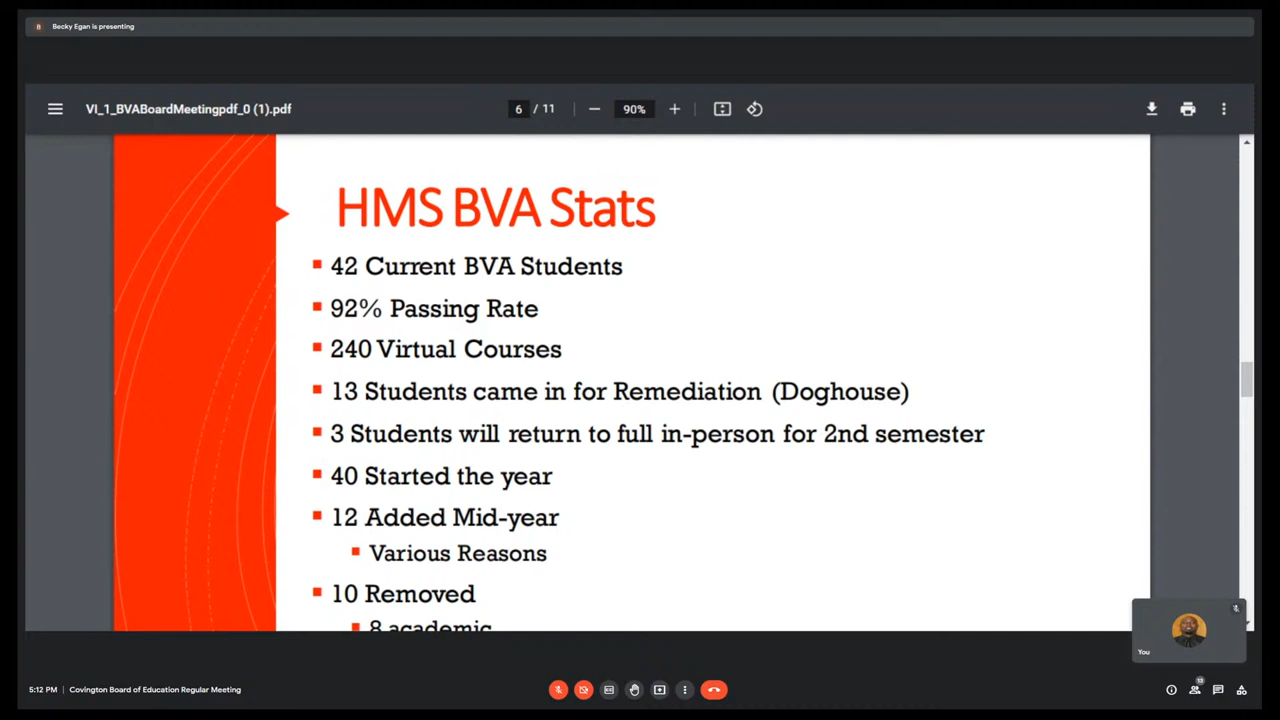 B Becky Egan is presenting
VI_1_BVABoardMeetingpdf_0 (1).pdf 6 / 11 90%
HMS BVA Stats
42 Current BVA Students
92% Passing Rate
240 Virtual Courses
13 Students came in for Remediation (Doghouse)
3 Students will return to full in-person for 2nd semester
40 Started the year
12 Added Mid-year
Various Reasons
10 Removed
8 academic
You
5:12 PM | Covington Board of Education Regular Meeting
13